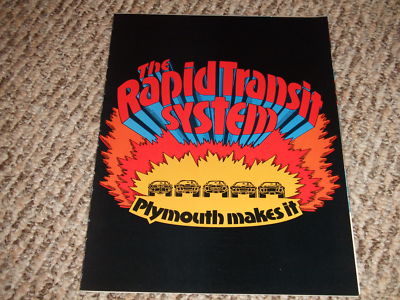 The
Rapid Transit
System
Plymouth makes it